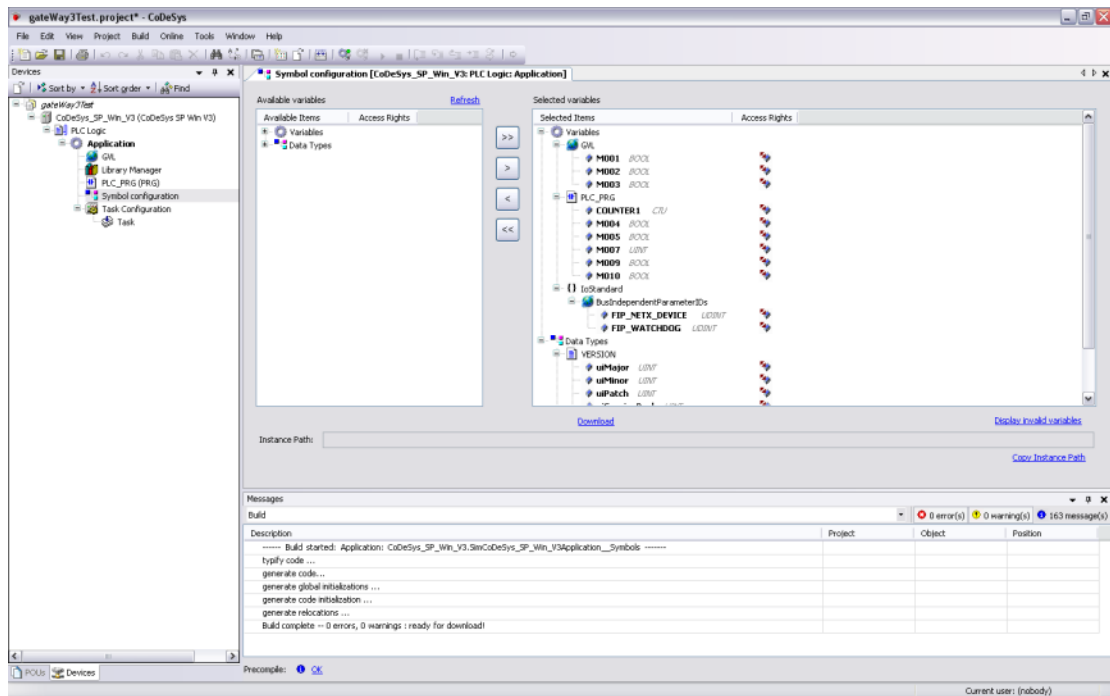 gateWay3Test.project* - CoDeSys
File Edit View Project Build Online Tools Window Help
Devices
Sort by Sort order Find
gateWay3Test
CoDeSys_SP_Win_V3 (CoDeSys SP Win V3)
PLC Logic
Application
GVL
Library Manager
PLC_PRG (PRG)
Symbol configuration
Task Configuration
Task
POUs Devices
Symbol configuration [CoDeSys_SP_Win_V3: PLC Logic: Application]
Available variables Refresh
Available Items Access Rights
Variables
Data Types
>>
>
<
<<
Selected variables
Selected Items Access Rights
Variables
GVL
M001 BOOL
M002 BOOL
M003 BOOL
PLC_PRG
COUNTER1 CTU
M004 BOOL
M005 BOOL
M007 UINT
M009 BOOL
M010 BOOL
IoStandard
BusIndependentParameterIDs
FIP_NETX_DEVICE UDINT
FIP_WATCHDOG UDINT
Data Types
VERSION
uiMajor UINT
uiMinor UINT
uiPatch UINT
Download Display invalid variables
Instance Path:
Copy Instance Path
Messages
Build 0 error(s) 0 warning(s) 163 message(s)
Description Project Object Position
------ Build started: Application: CoDeSys_SP_Win_V3.SimCoDeSys_SP_Win_V3Application__Symbols -------
typify code ...
generate code...
generate global initializations ...
generate code initialization ...
generate relocations ...
Build complete -- 0 errors, 0 warnings : ready for download!
Precompile: OK
Current user: (nobody)